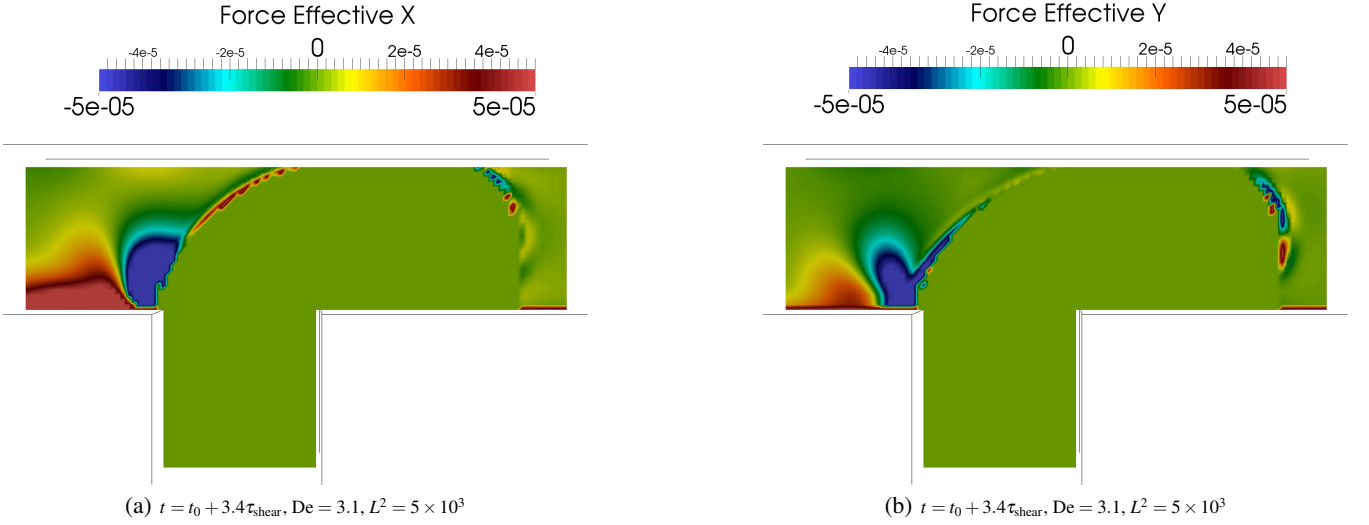 Force Effective X
-4e-5 -2e-5 0 2e-5 4e-5
-5e-05 5e-05
(a) t = t₀ + 3.4τ_shear, De = 3.1, L² = 5 × 10³
Force Effective Y
-4e-5 -2e-5 0 2e-5 4e-5
-5e-05 5e-05
(b) t = t₀ + 3.4τ_shear, De = 3.1, L² = 5 × 10³